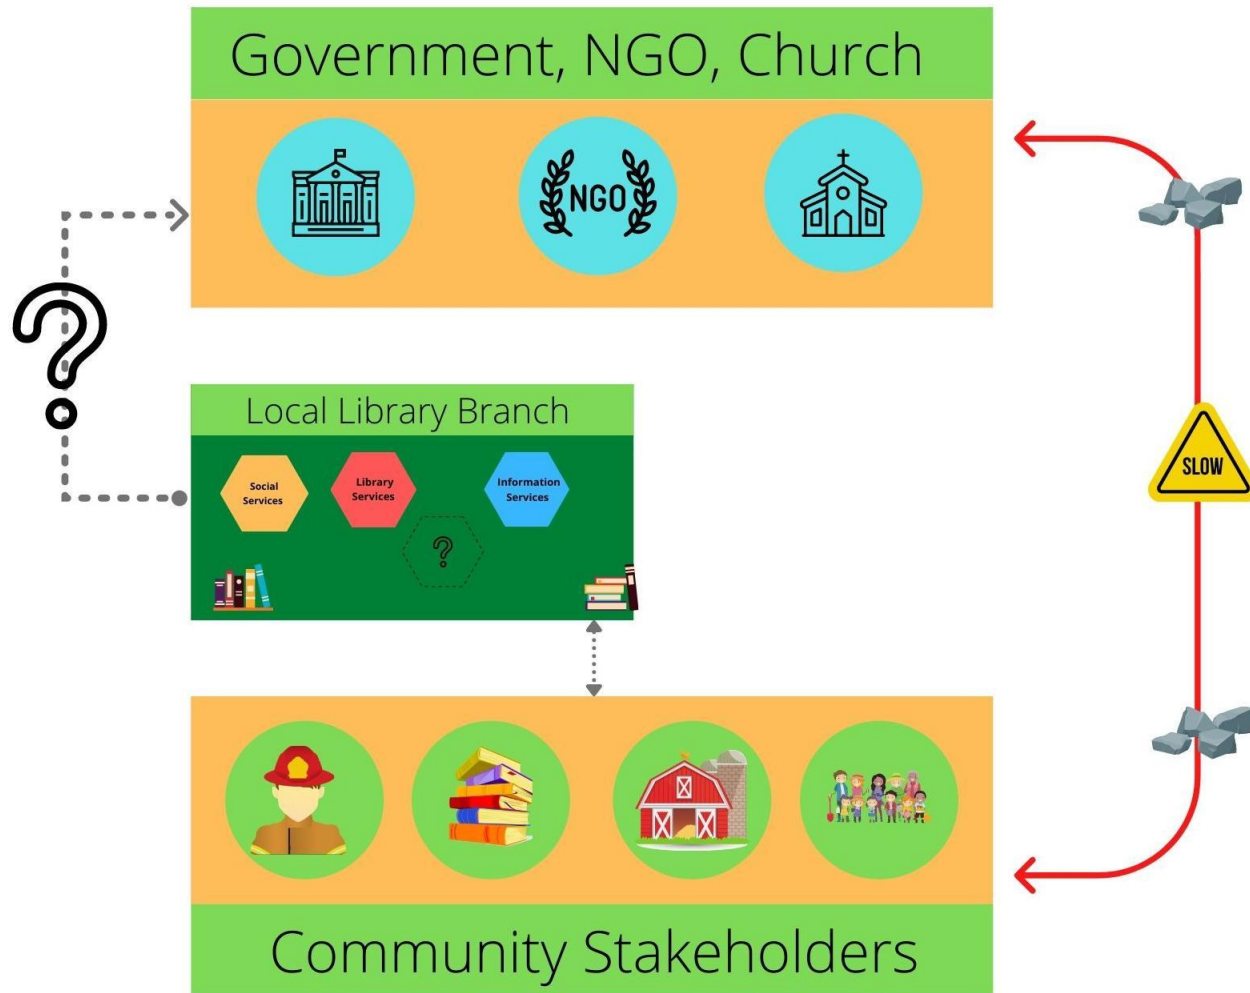 Government, NGO, Church
NGO
?
Local Library Branch
Social
Services
Library
Services
Information
Services
?
SLOW
Community Stakeholders